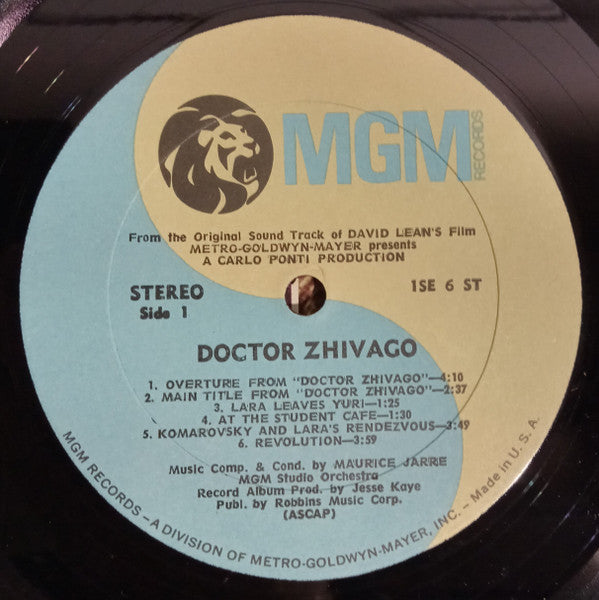 MGM
RECORDS
From the Original Sound Track of DAVID LEAN'S Film
METRO-GOLDWYN-MAYER presents
A CARLO PONTI PRODUCTION
STEREO
Side 1
1SE 6 ST
DOCTOR ZHIVAGO
1. OVERTURE FROM "DOCTOR ZHIVAGO"—4:10
2. MAIN TITLE FROM "DOCTOR ZHIVAGO"—2:37
3. LARA LEAVES YURI—1:25
4. AT THE STUDENT CAFE—1:30
5. KOMAROVSKY AND LARA'S RENDEZVOUS—3:49
6. REVOLUTION—3:59
Music Comp. & Cond. by MAURICE JARRE
MGM Studio Orchestra
Record Album Prod. by Jesse Kaye
Publ. by Robbins Music Corp.
(ASCAP)
MGM RECORDS—A DIVISION OF METRO-GOLDWYN-MAYER, INC.—Made in U. S. A.